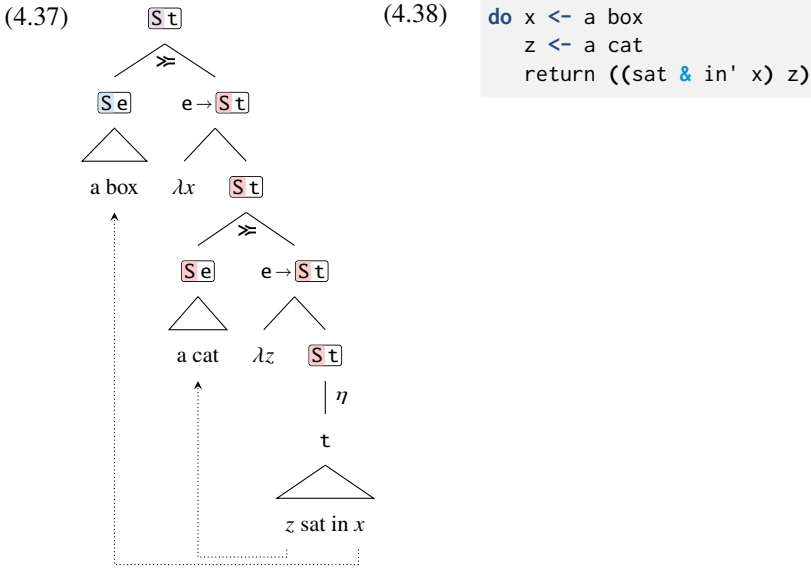 (4.37) S t (4.38) do x <- a box
z <- a cat
≫= return ((sat & in' x) z)
S e e → S t
a box λx S t
≫=
S e e → S t
a cat λz S t
η
t
z sat in x